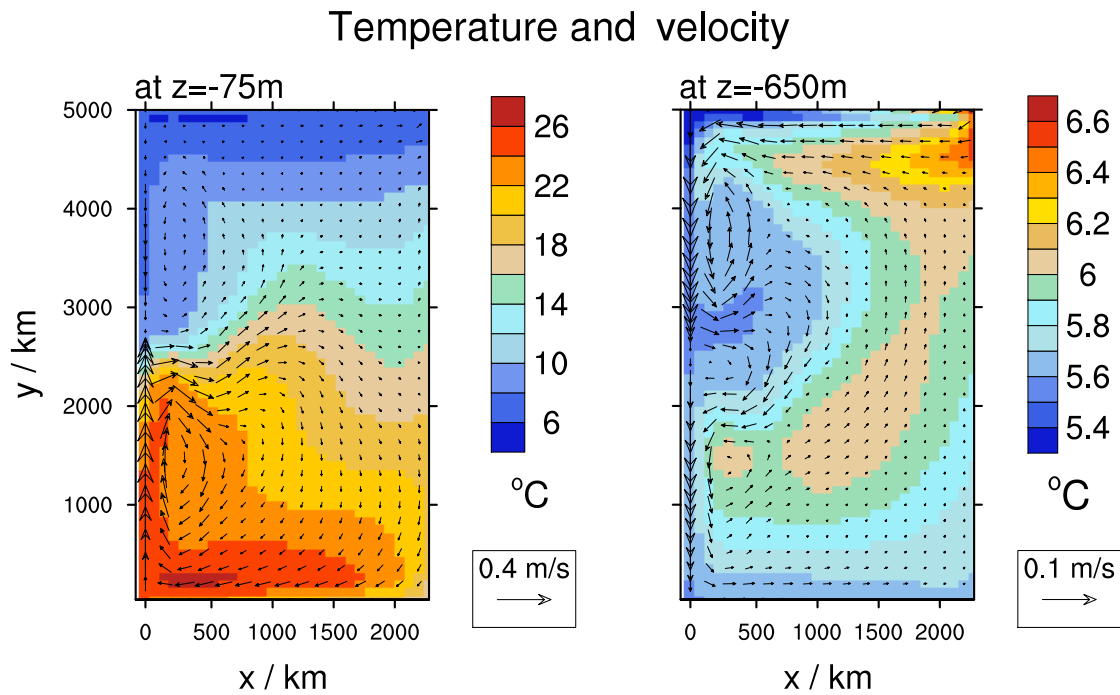 Temperature and velocity
at z=-75m
5000
4000
3000
2000
1000
0 500 1000 1500 2000
x / km
y / km
26
22
18
14
10
6
°C
0.4 m/s
at z=-650m
0 500 1000 1500 2000
x / km
6.6
6.4
6.2
6
5.8
5.6
5.4
°C
0.1 m/s